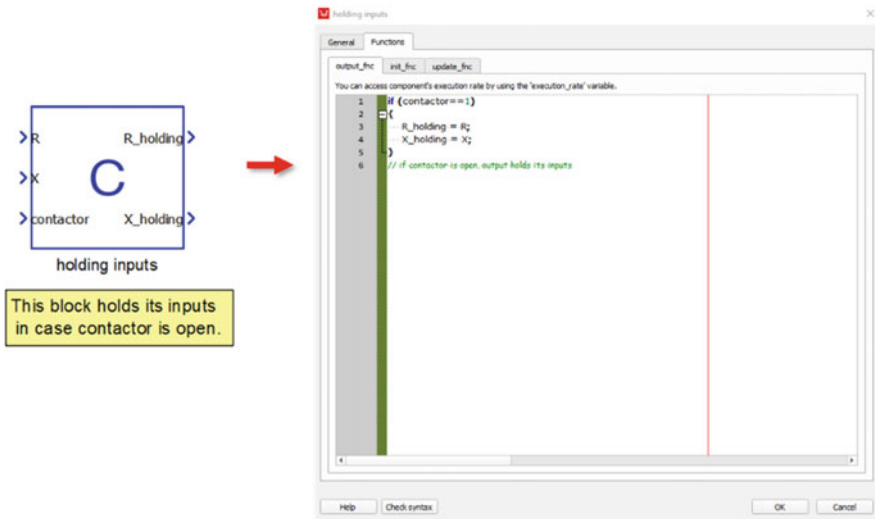 holding inputs
General Functions
output_fnc init_fnc update_fnc
You can access component's execution rate by using the 'execution_rate' variable.
1 if (contactor==1)
2 {
3 R_holding = R;
4 X_holding = X;
5 }
6 // if contactor is open, output holds its inputs
R R_holding
X
C
contactor X_holding
holding inputs
This block holds its inputs
in case contactor is open.
Help Check syntax OK Cancel